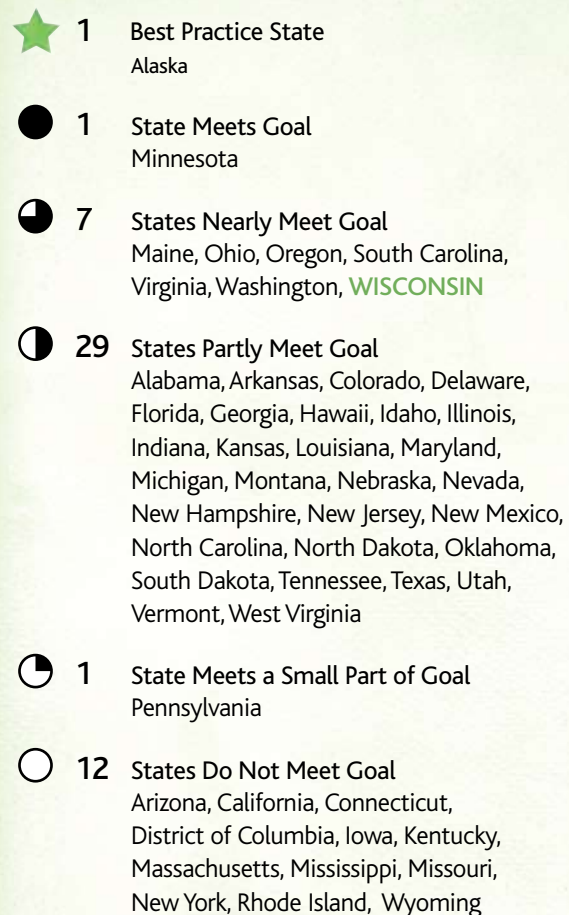 1 Best Practice State
Alaska
1 State Meets Goal
Minnesota
7 States Nearly Meet Goal
Maine, Ohio, Oregon, South Carolina,
Virginia, Washington, WISCONSIN
29 States Partly Meet Goal
Alabama, Arkansas, Colorado, Delaware,
Florida, Georgia, Hawaii, Idaho, Illinois,
Indiana, Kansas, Louisiana, Maryland,
Michigan, Montana, Nebraska, Nevada,
New Hampshire, New Jersey, New Mexico,
North Carolina, North Dakota, Oklahoma,
South Dakota, Tennessee, Texas, Utah,
Vermont, West Virginia
1 State Meets a Small Part of Goal
Pennsylvania
12 States Do Not Meet Goal
Arizona, California, Connecticut,
District of Columbia, Iowa, Kentucky,
Massachusetts, Mississippi, Missouri,
New York, Rhode Island, Wyoming